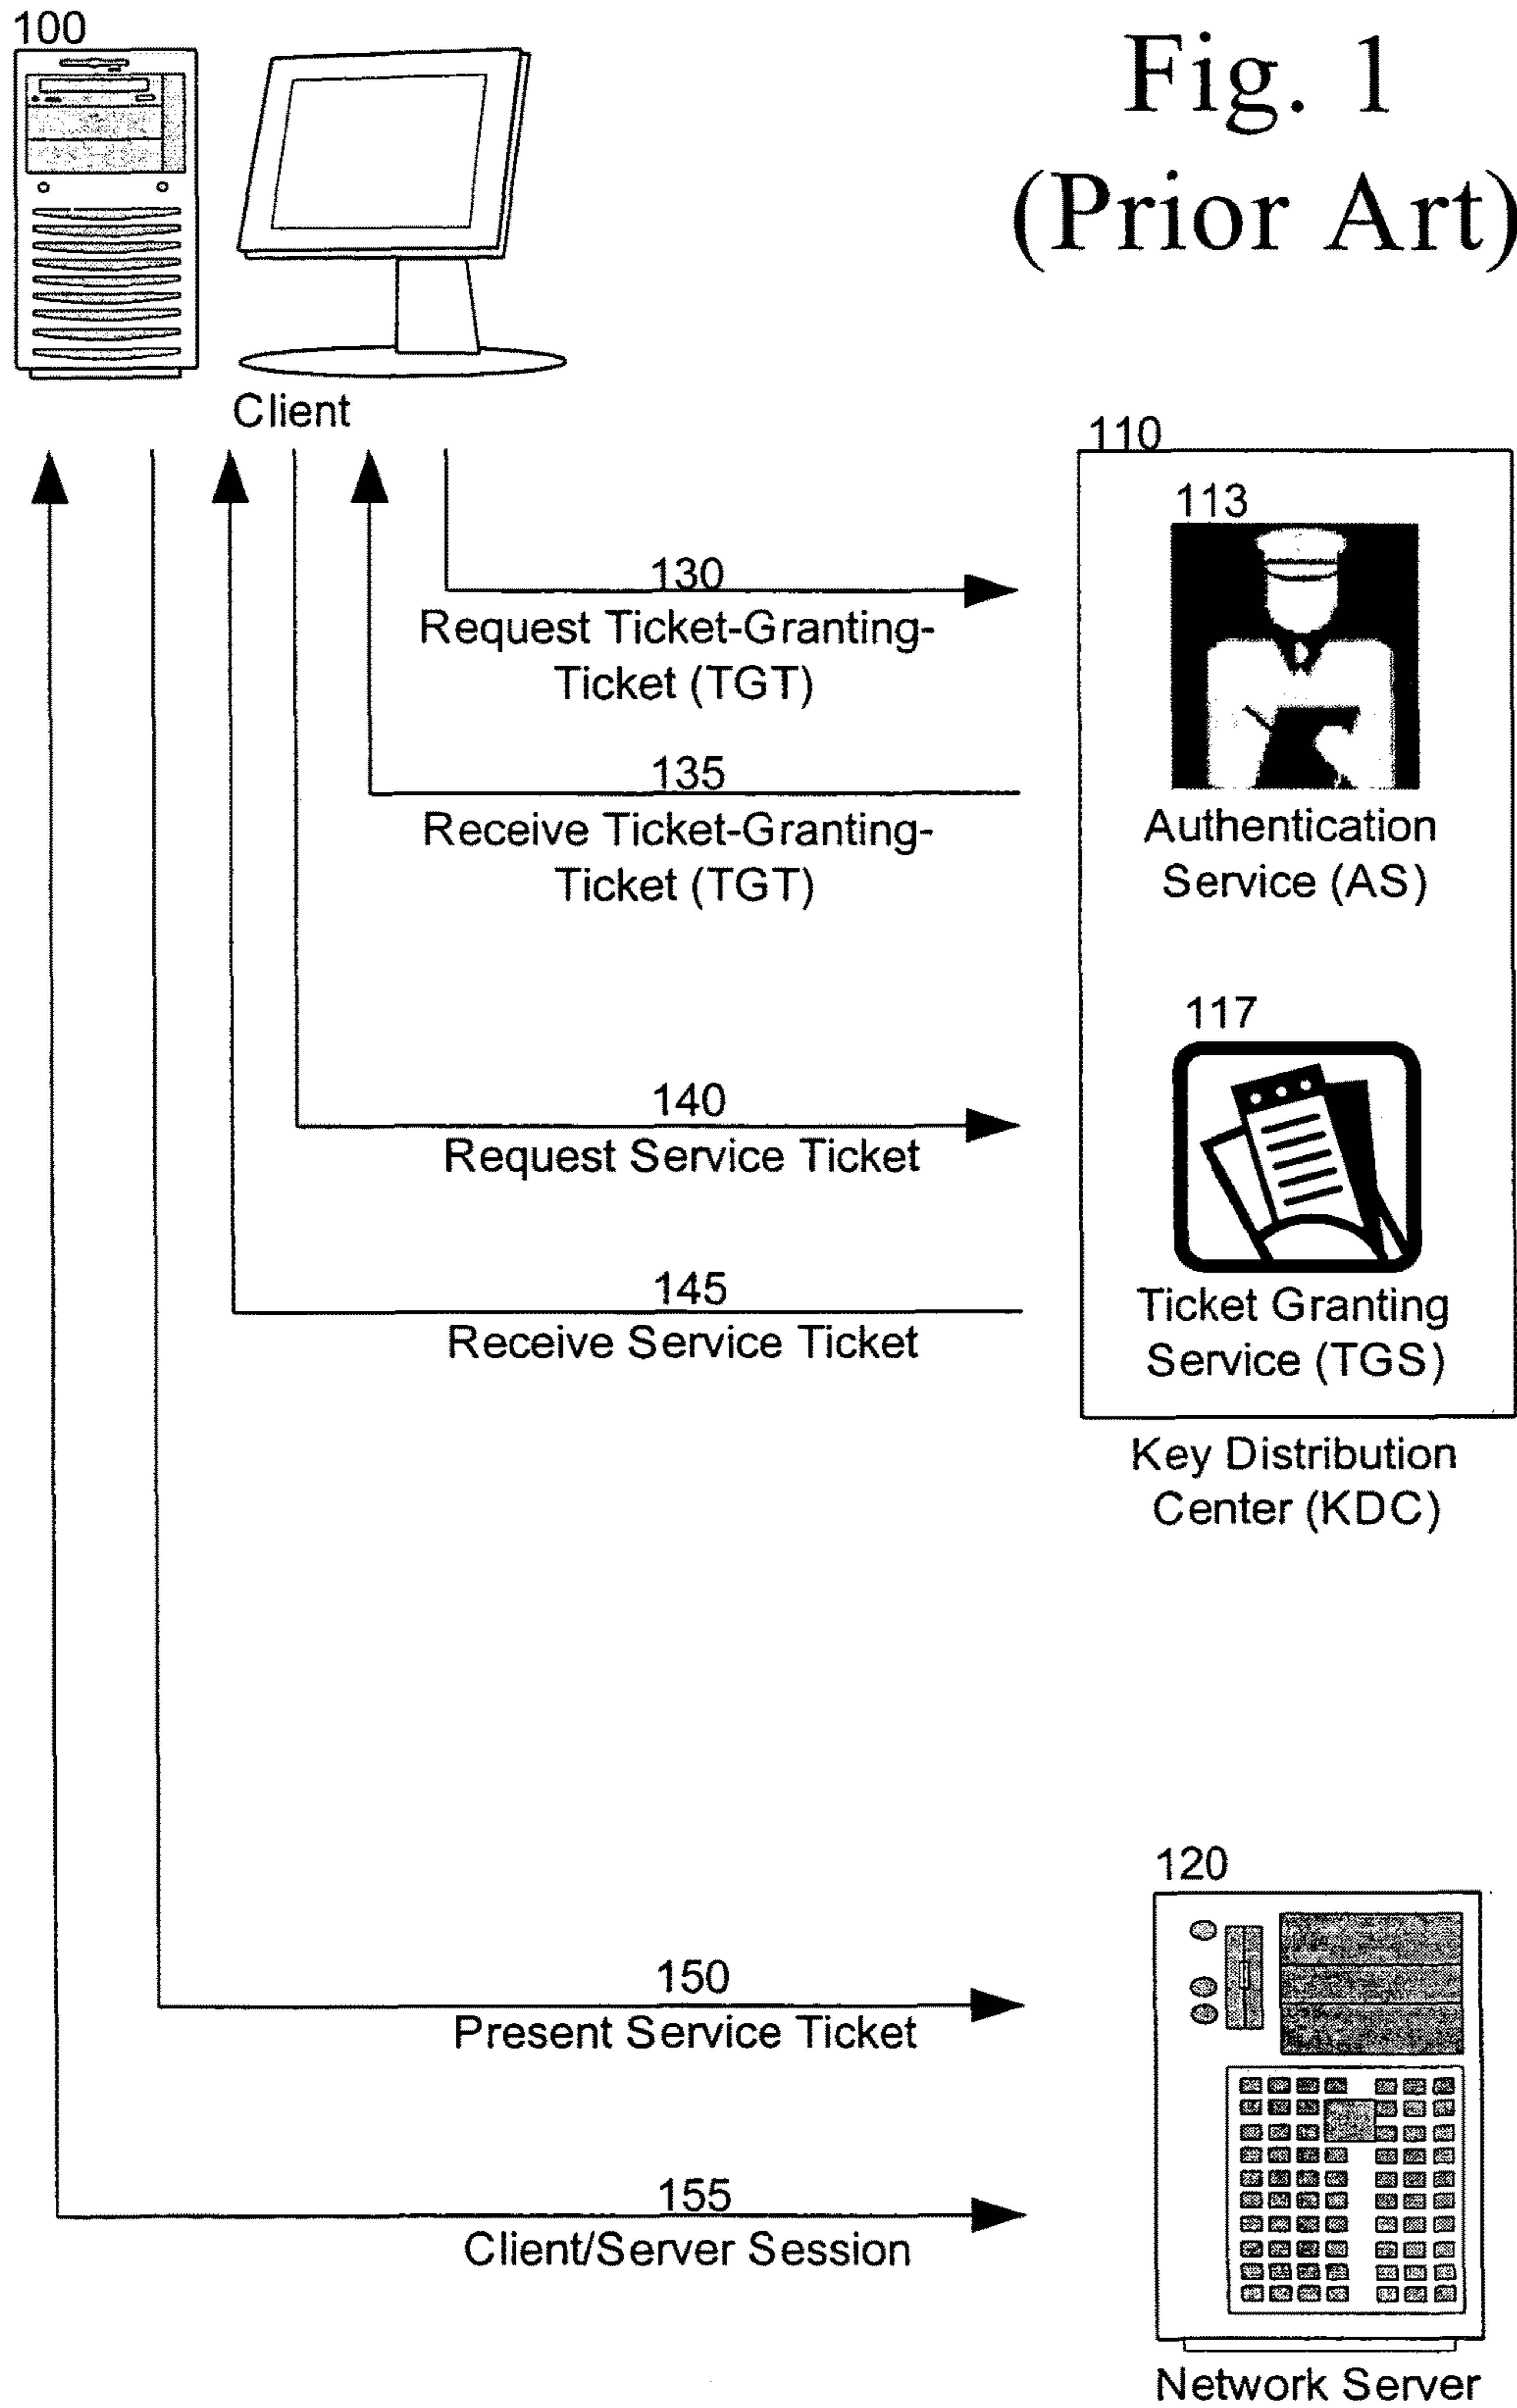 100
Fig. 1
(Prior Art)
Client
110
113
130
Request Ticket-Granting-
Ticket (TGT)
135
Receive Ticket-Granting-
Ticket (TGT)
Authentication
Service (AS)
117
140
Request Service Ticket
145
Receive Service Ticket
Ticket Granting
Service (TGS)
Key Distribution
Center (KDC)
120
150
Present Service Ticket
155
Client/Server Session
Network Server